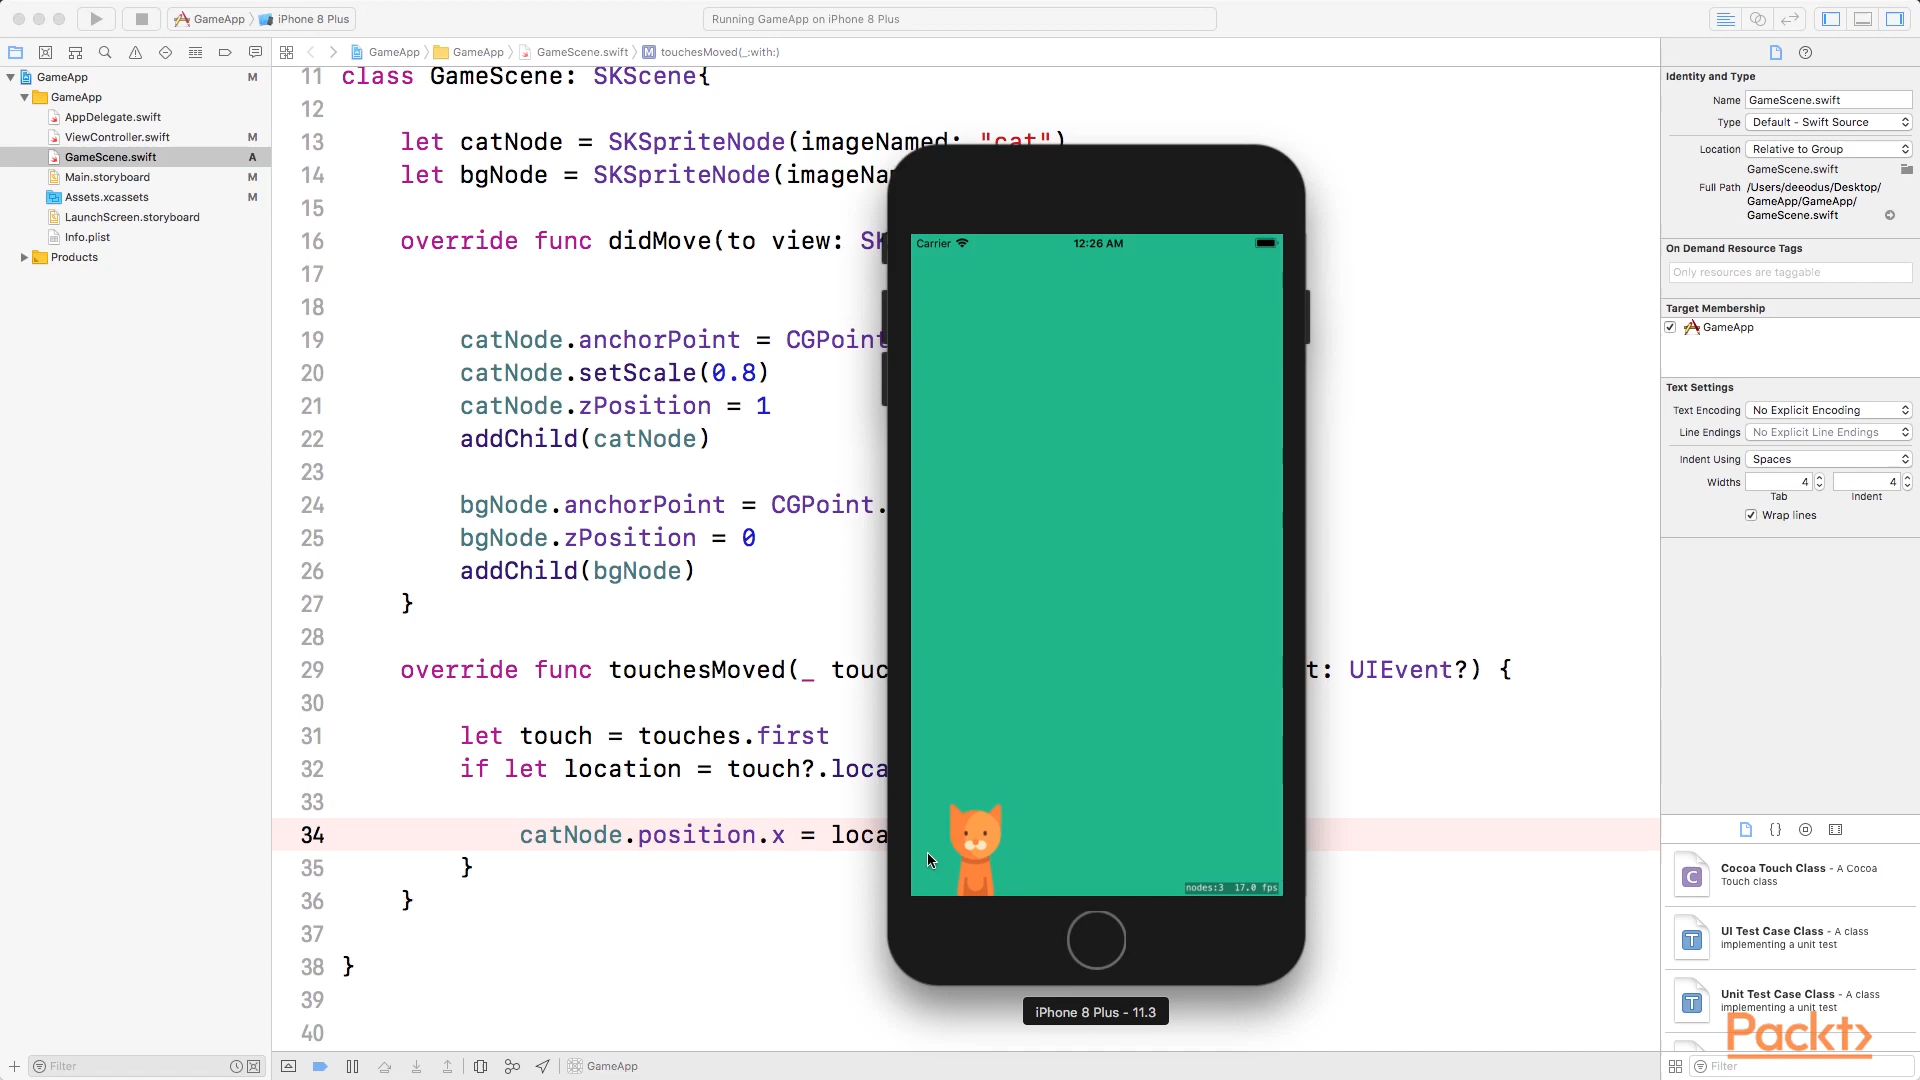 GameApp iPhone 8 Plus
Running GameApp on iPhone 8 Plus
GameApp GameApp GameScene.swift M touchesMoved(_:with:)
GameApp M
GameApp
AppDelegate.swift
ViewController.swift M
GameScene.swift A
Main.storyboard M
Assets.xcassets M
LaunchScreen.storyboard
Info.plist
Products
Filter
11 class GameScene: SKScene{
12
13 let catNode = SKSpriteNode(imageNamed: "cat")
14 let bgNode = SKSpriteNode(imageNa
15
16 override func didMove(to view: SK
17
18
19 catNode.anchorPoint = CGPoint
20 catNode.setScale(0.8)
21 catNode.zPosition = 1
22 addChild(catNode)
23
24 bgNode.anchorPoint = CGPoint.
25 bgNode.zPosition = 0
26 addChild(bgNode)
27 }
28
29 override func touchesMoved(_ touc t: UIEvent?) {
30
31 let touch = touches.first
32 if let location = touch?.loca
33
34 catNode.position.x = loca
35 }
36 }
37
38 }
39
40
Carrier 12:26 AM
nodes:3 17.0 fps
iPhone 8 Plus - 11.3
GameApp
Identity and Type
Name GameScene.swift
Type Default - Swift Source
Location Relative to Group
GameScene.swift
Full Path /Users/deeodus/Desktop/
GameApp/GameApp/
GameScene.swift
On Demand Resource Tags
Only resources are taggable
Target Membership
GameApp
Text Settings
Text Encoding No Explicit Encoding
Line Endings No Explicit Line Endings
Indent Using Spaces
Widths 4 4
Tab Indent
Wrap lines
{}
C Cocoa Touch Class - A Cocoa
Touch class
T UI Test Case Class - A class
implementing a unit test
T Unit Test Case Class - A class
implementing a unit test
Packt>
Filter